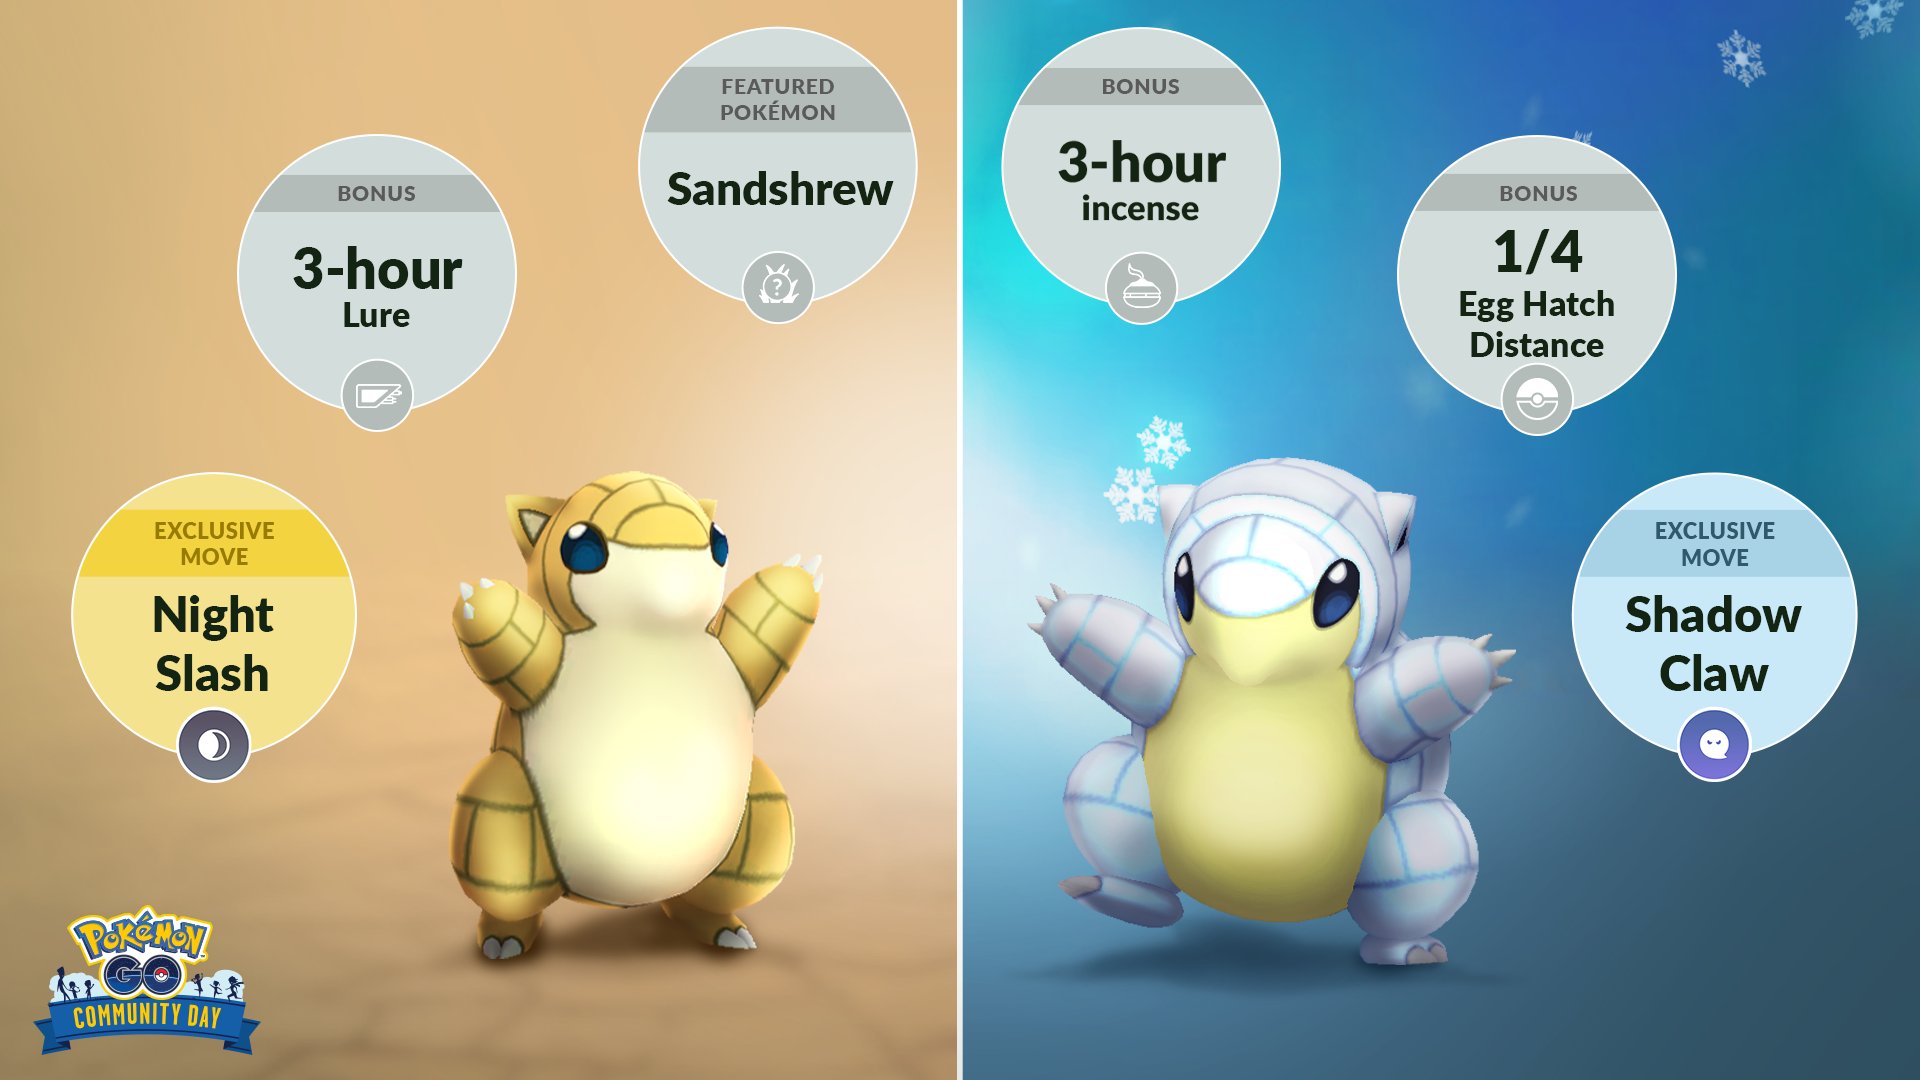 BONUS
3-hour
Lure
FEATURED
POKÉMON
Sandshrew
BONUS
3-hour
incense
BONUS
1/4
Egg Hatch
Distance
EXCLUSIVE
MOVE
Night
Slash
EXCLUSIVE
MOVE
Shadow
Claw
POKéMON
GO
COMMUNITY DAY